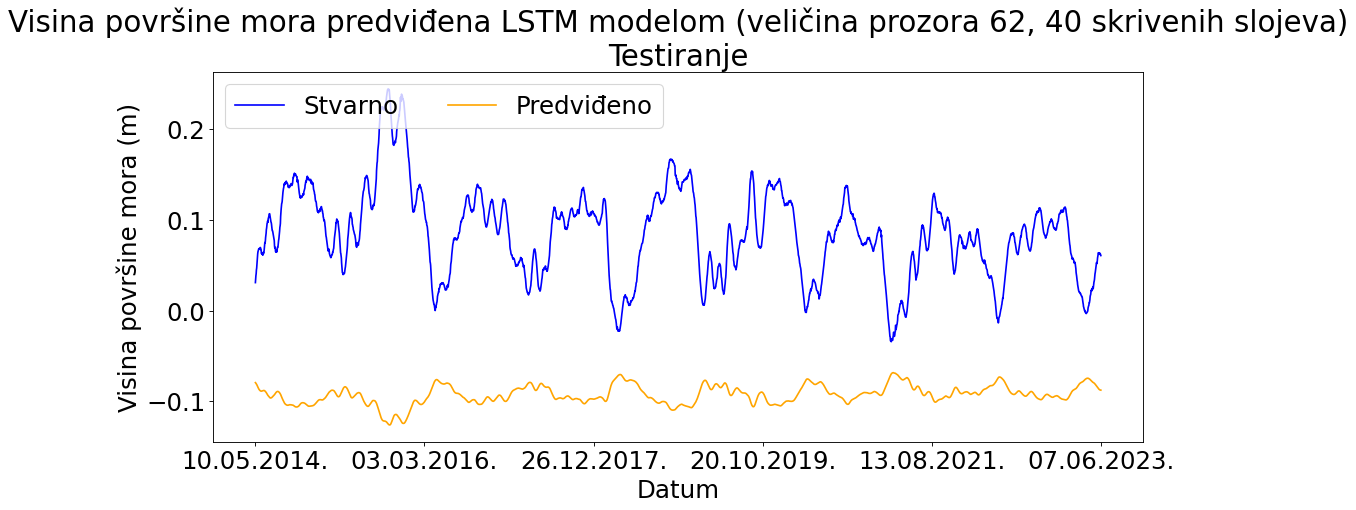 Visina površine mora predviđena LSTM modelom (veličina prozora 62, 40 skrivenih slojeva)
Testiranje
Stvarno Predviđeno
Visina površine mora (m)
0.2
0.1
0.0
−0.1
10.05.2014. 03.03.2016. 26.12.2017. 20.10.2019. 13.08.2021. 07.06.2023.
Datum